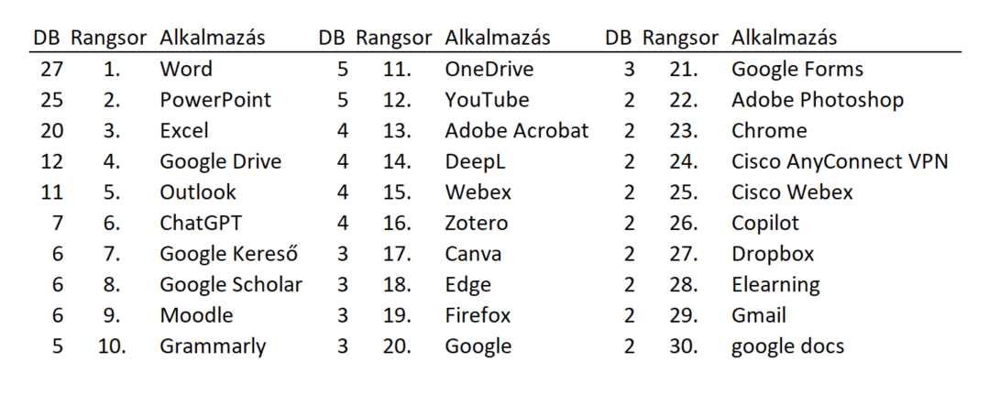 DB Rangsor Alkalmazás DB Rangsor Alkalmazás DB Rangsor Alkalmazás
27 1. Word 5 11. OneDrive 3 21. Google Forms
25 2. PowerPoint 5 12. YouTube 2 22. Adobe Photoshop
20 3. Excel 4 13. Adobe Acrobat 2 23. Chrome
12 4. Google Drive 4 14. DeepL 2 24. Cisco AnyConnect VPN
11 5. Outlook 4 15. Webex 2 25. Cisco Webex
7 6. ChatGPT 4 16. Zotero 2 26. Copilot
6 7. Google Kereső 3 17. Canva 2 27. Dropbox
6 8. Google Scholar 3 18. Edge 2 28. Elearning
6 9. Moodle 3 19. Firefox 2 29. Gmail
5 10. Grammarly 3 20. Google 2 30. google docs